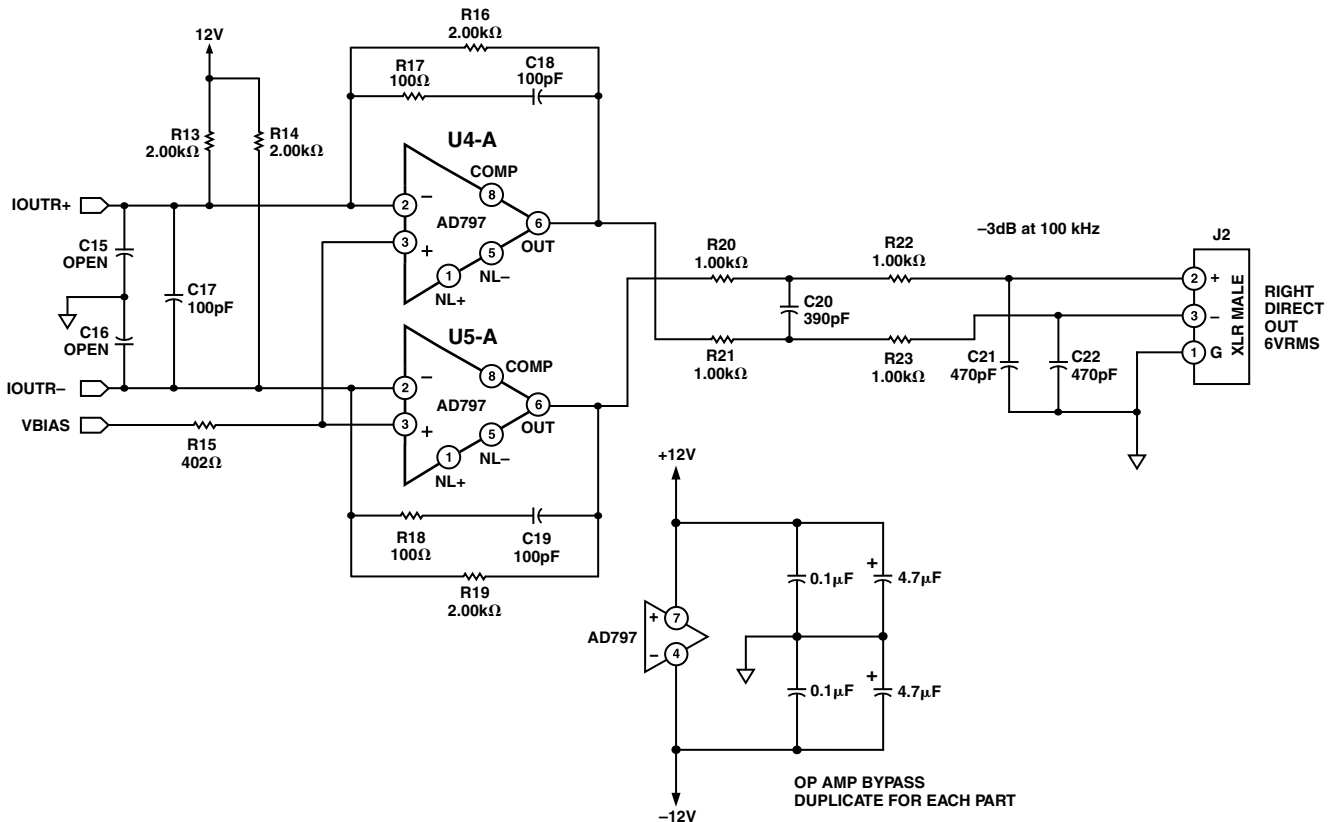 R16
2.00kΩ
12V
R17
100Ω
C18
100pF
R13
2.00kΩ
R14
2.00kΩ
U4-A
COMP
8
IOUTR+
2
–
AD797
6
OUT
3
+
5
NL–
1
NL+
C15
OPEN
C17
100pF
C16
OPEN
–3dB at 100 kHz
J2
R20
1.00kΩ
R22
1.00kΩ
2
+
C20
390pF
3
–
XLR MALE
RIGHT
DIRECT
OUT
6VRMS
R21
1.00kΩ
R23
1.00kΩ
C21
470pF
C22
470pF
1
G
U5-A
COMP
8
IOUTR–
2
–
AD797
6
OUT
VBIAS
3
+
5
NL–
1
NL+
R15
402Ω
R18
100Ω
C19
100pF
R19
2.00kΩ
+12V
0.1µF
+
4.7µF
AD797
+
7
–
4
0.1µF
+
4.7µF
–12V
OP AMP BYPASS
DUPLICATE FOR EACH PART